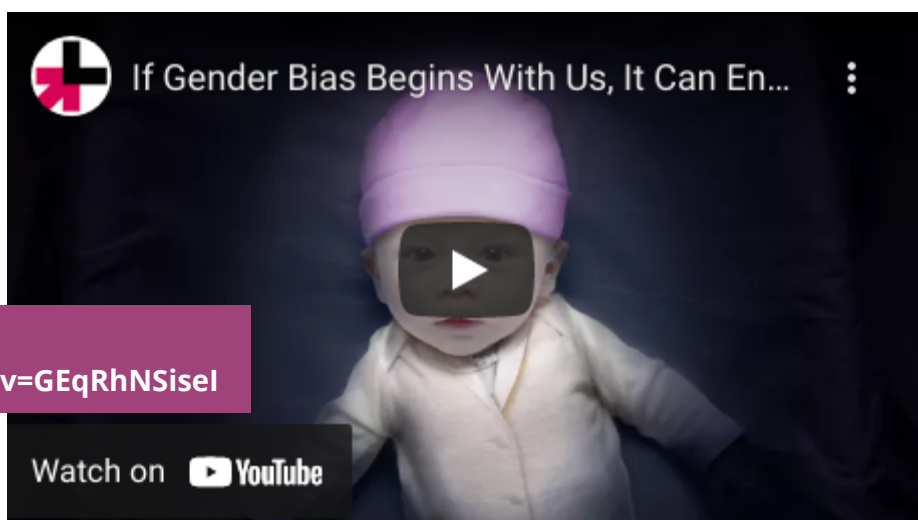 If Gender Bias Begins With Us, It Can En...
v=GEqRhNSiseI
Watch on YouTube